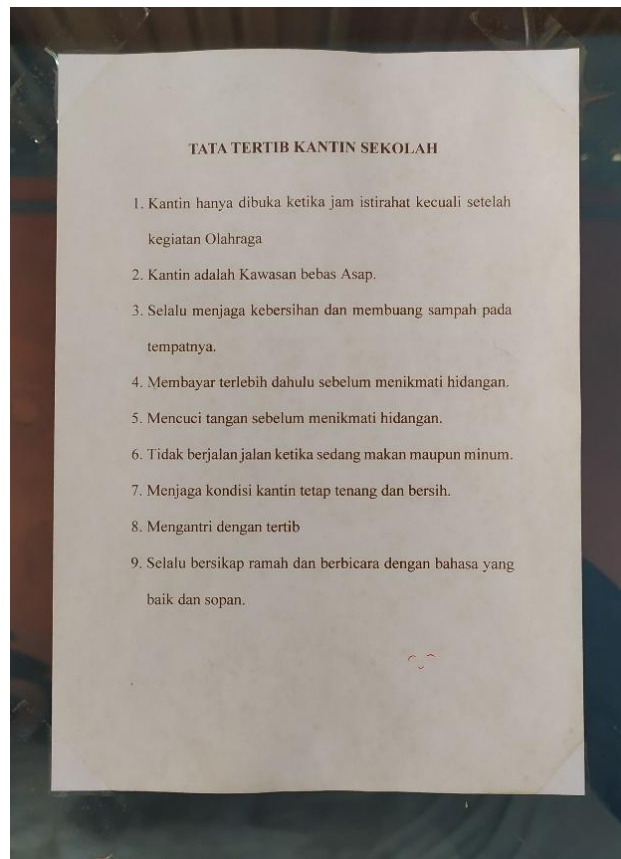 TATA TERTIB KANTIN SEKOLAH
1. Kantin hanya dibuka ketika jam istirahat kecuali setelah
kegiatan Olahraga
2. Kantin adalah Kawasan bebas Asap.
3. Selalu menjaga kebersihan dan membuang sampah pada
tempatnya.
4. Membayar terlebih dahulu sebelum menikmati hidangan.
5. Mencuci tangan sebelum menikmati hidangan.
6. Tidak berjalan jalan ketika sedang makan maupun minum.
7. Menjaga kondisi kantin tetap tenang dan bersih.
8. Mengantri dengan tertib
9. Selalu bersikap ramah dan berbicara dengan bahasa yang
baik dan sopan.